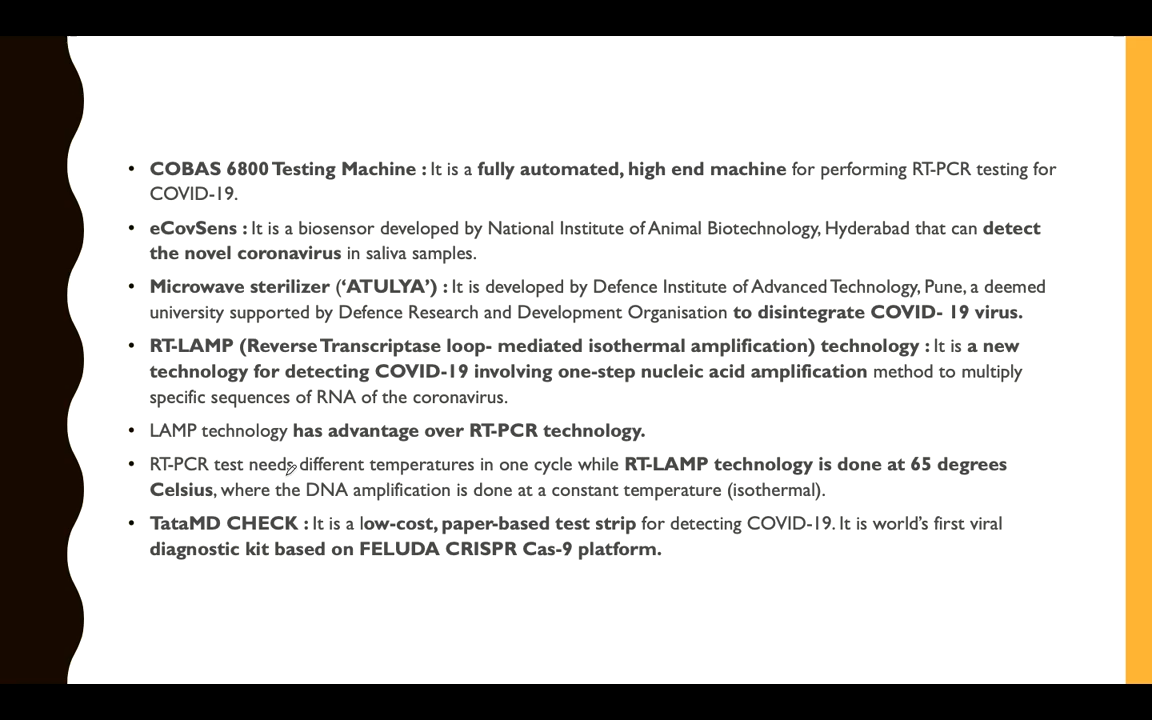 • COBAS 6800 Testing Machine : It is a fully automated, high end machine for performing RT-PCR testing for
COVID-19.
• eCovSens : It is a biosensor developed by National Institute of Animal Biotechnology, Hyderabad that can detect
the novel coronavirus in saliva samples.
• Microwave sterilizer (‘ATULYA’) : It is developed by Defence Institute of Advanced Technology, Pune, a deemed
university supported by Defence Research and Development Organisation to disintegrate COVID- 19 virus.
• RT-LAMP (Reverse Transcriptase loop- mediated isothermal amplification) technology : It is a new
technology for detecting COVID-19 involving one-step nucleic acid amplification method to multiply
specific sequences of RNA of the coronavirus.
• LAMP technology has advantage over RT-PCR technology.
• RT-PCR test needs different temperatures in one cycle while RT-LAMP technology is done at 65 degrees
Celsius, where the DNA amplification is done at a constant temperature (isothermal).
• TataMD CHECK : It is a low-cost, paper-based test strip for detecting COVID-19. It is world’s first viral
diagnostic kit based on FELUDA CRISPR Cas-9 platform.